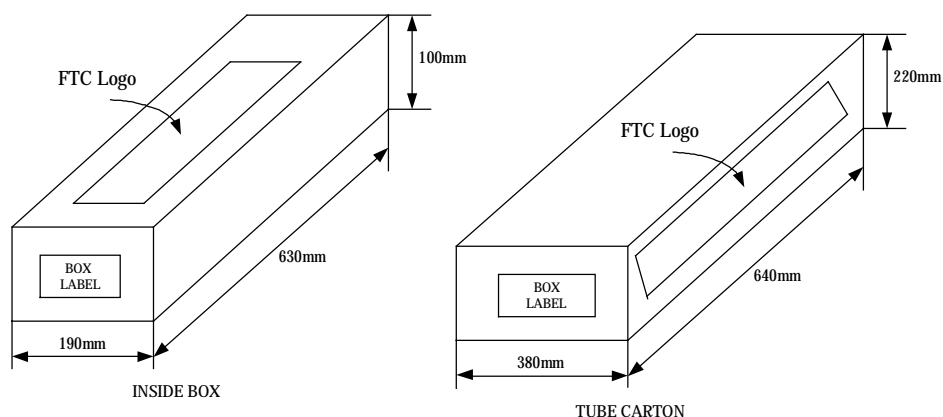 FTC Logo
100mm
630mm
BOX
LABEL
190mm
INSIDE BOX
220mm
FTC Logo
640mm
BOX
LABEL
380mm
TUBE CARTON